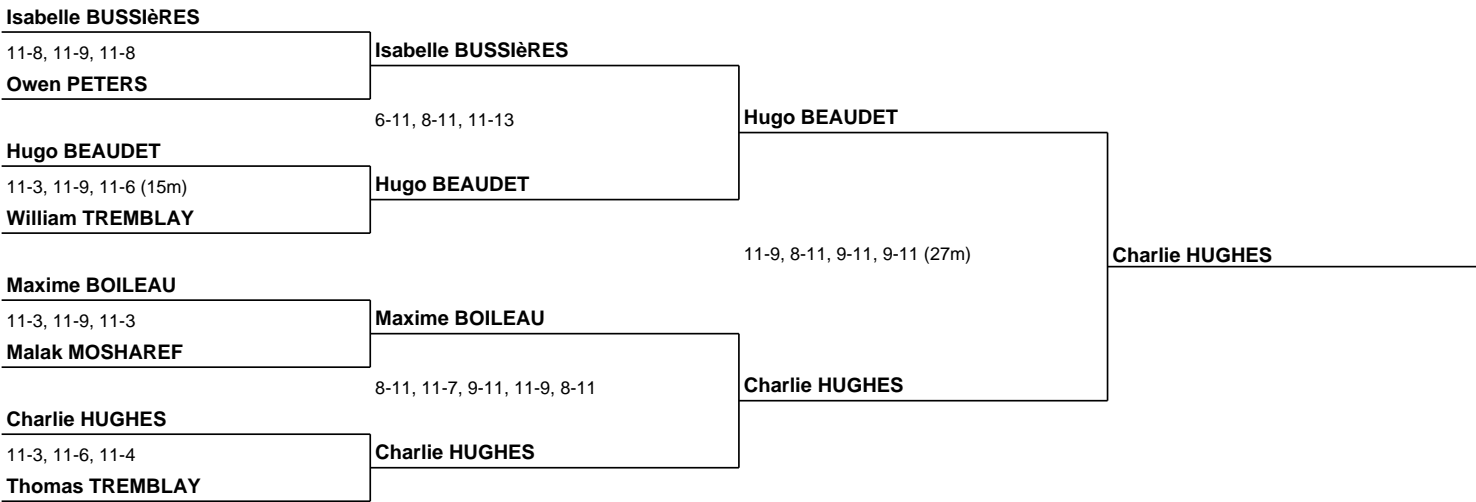 Isabelle BUSSIèRES
11-8, 11-9, 11-8
Owen PETERS
Hugo BEAUDET
11-3, 11-9, 11-6 (15m)
William TREMBLAY
Maxime BOILEAU
11-3, 11-9, 11-3
Malak MOSHAREF
Charlie HUGHES
11-3, 11-6, 11-4
Thomas TREMBLAY
Isabelle BUSSIèRES
6-11, 8-11, 11-13
Hugo BEAUDET
Maxime BOILEAU
8-11, 11-7, 9-11, 11-9, 8-11
Charlie HUGHES
Hugo BEAUDET
11-9, 8-11, 9-11, 9-11 (27m)
Charlie HUGHES
Charlie HUGHES